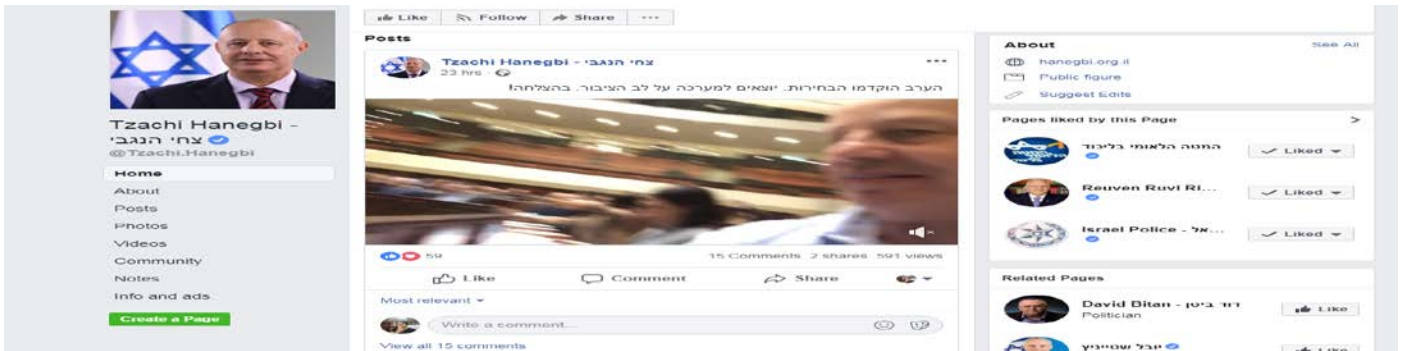 Tzachi Hanegbi -
צחי הנגבי
@Tzachi.Hanegbi
Home
About
Posts
Photos
Videos
Community
Notes
Info and ads
Create a Page
Like Follow Share ...
Posts
Tzachi Hanegbi - צחי הנגבי
23 hrs ·
הערב הוקדמו הבחירות. יוצאים למערכה על לב הציבור. בהצלחה!
59
15 Comments 2 shares 591 views
Like Comment Share
Most relevant
Write a comment...
View all 15 comments
About See All
hanegbi.org.il
Public figure
Suggest Edits
Pages liked by this Page
המטה הלאומי בליכוד
Liked
Reuven Ruvi Ri...
Liked
Israel Police - אל...
Liked
Related Pages
David Bitan - דוד ביטן
Politician
Like
יובל שטייניץ
Like